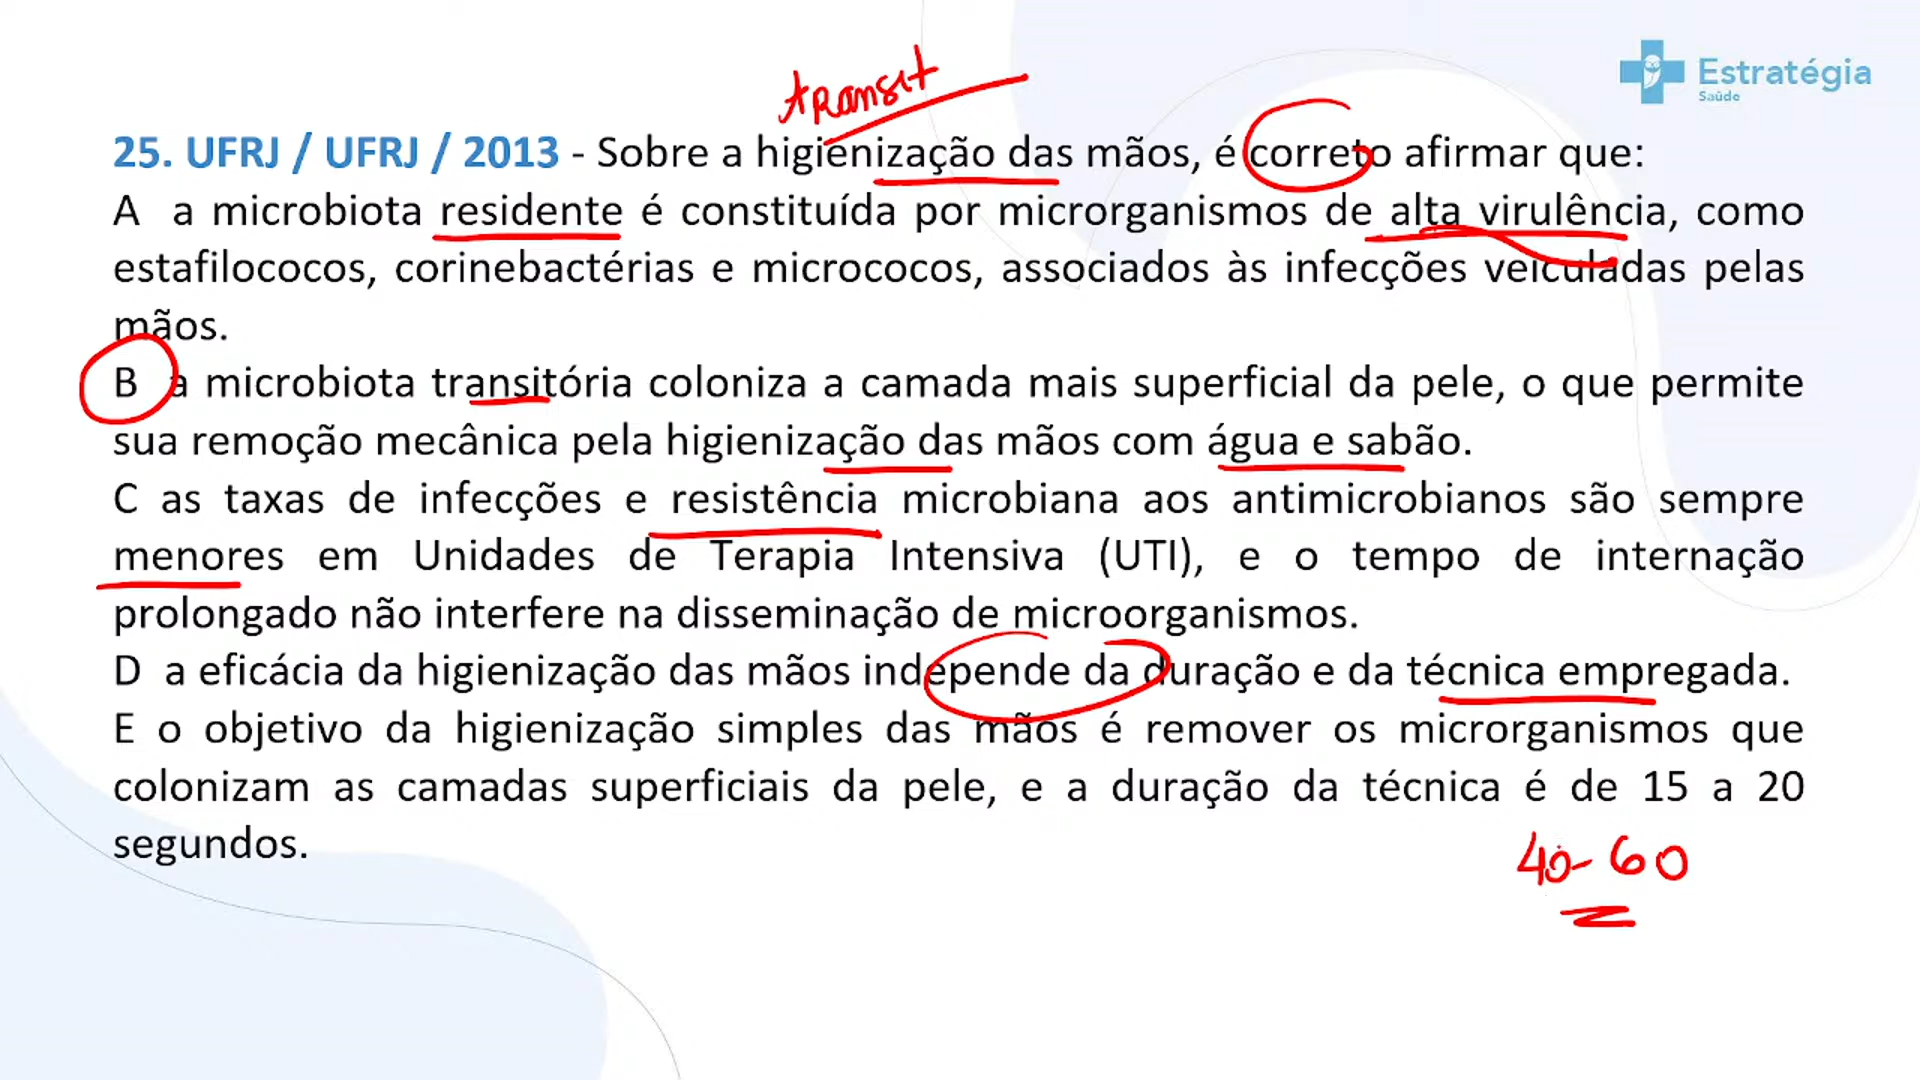 Estratégia
Saúde
transit
25. UFRJ / UFRJ / 2013 - Sobre a higienização das mãos, é correto afirmar que:
A a microbiota residente é constituída por microrganismos de alta virulência, como
estafilococos, corinebactérias e micrococos, associados às infecções veiculadas pelas
mãos.
B a microbiota transitória coloniza a camada mais superficial da pele, o que permite
sua remoção mecânica pela higienização das mãos com água e sabão.
C as taxas de infecções e resistência microbiana aos antimicrobianos são sempre
menores em Unidades de Terapia Intensiva (UTI), e o tempo de internação
prolongado não interfere na disseminação de microorganismos.
D a eficácia da higienização das mãos independe da duração e da técnica empregada.
E o objetivo da higienização simples das mãos é remover os microrganismos que
colonizam as camadas superficiais da pele, e a duração da técnica é de 15 a 20
segundos.
40-60